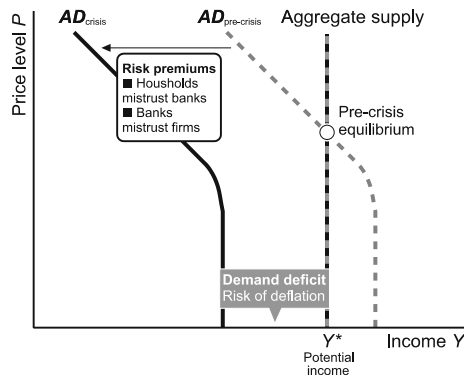 AD crisis
AD pre-crisis
Aggregate supply
Price level P
Risk premiums
■ Housholds
mistrust banks
■ Banks
mistrust firms
Pre-crisis
equilibrium
Demand deficit
Risk of deflation
Y*
Potential
income
Income Y